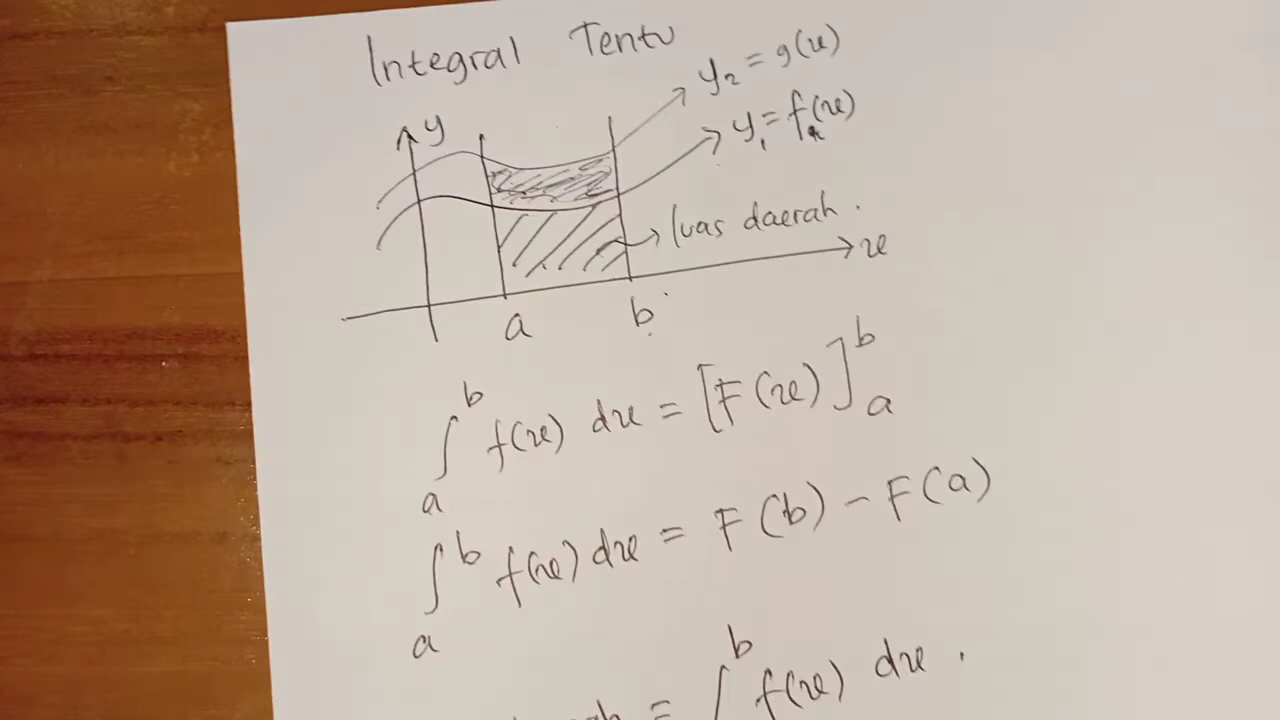 Integral Tentu
y₂ = g(x)
y₁ = f(x)
y
luas daerah.
x
a b
∫ₐᵇ f(x) dx = [F(x)]ₐᵇ
∫ₐᵇ f(x) dx = F(b) - F(a)
= ∫ᵇ f(x) dx.